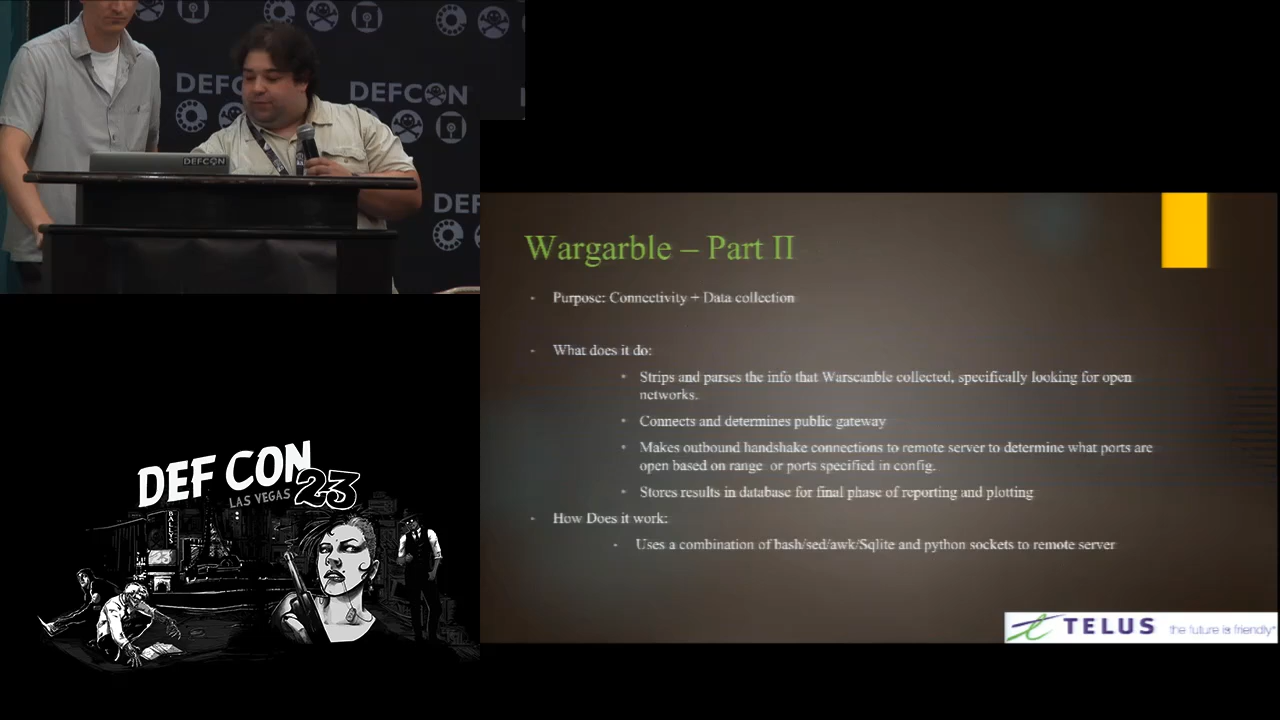 DEFCON
DEFCON
DEFCON
DEF
Wargarble – Part II
- Purpose: Connectivity + Data collection
- What does it do:
• Strips and parses the info that Warscanble collected, specifically looking for open
networks.
• Connects and determines public gateway
• Makes outbound handshake connections to remote server to determine what ports are
open based on range or ports specified in config.
• Stores results in database for final phase of reporting and plotting
- How Does it work:
- Uses a combination of bash/sed/awk/Sqlite and python sockets to remote server
TELUS the future is friendly®
DEF CON
LAS VEGAS 23
BALLYS